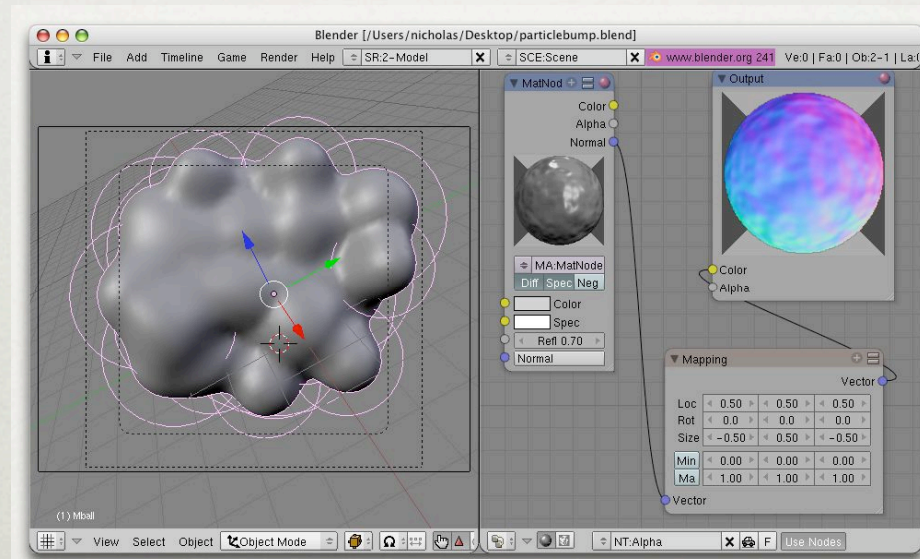 Blender [/Users/nicholas/Desktop/particlebump.blend]
File Add Timeline Game Render Help SR:2-Model X SCE:Scene X www.blender.org 241 Ve:0 | Fa:0 | Ob:2-1 | La:0
MatNod
Color
Alpha
Normal
MA:MatNode
Diff Spec Neg
Color
Spec
Refl 0.70
Normal
Output
Color
Alpha
Mapping
Vector
Loc 0.50 0.50 0.50
Rot 0.0 0.0 0.0
Size -0.50 0.50 -0.50
Min 0.00 0.00 0.00
Ma 1.00 1.00 1.00
Vector
(1) Mball
View Select Object Object Mode
NT:Alpha X F Use Nodes